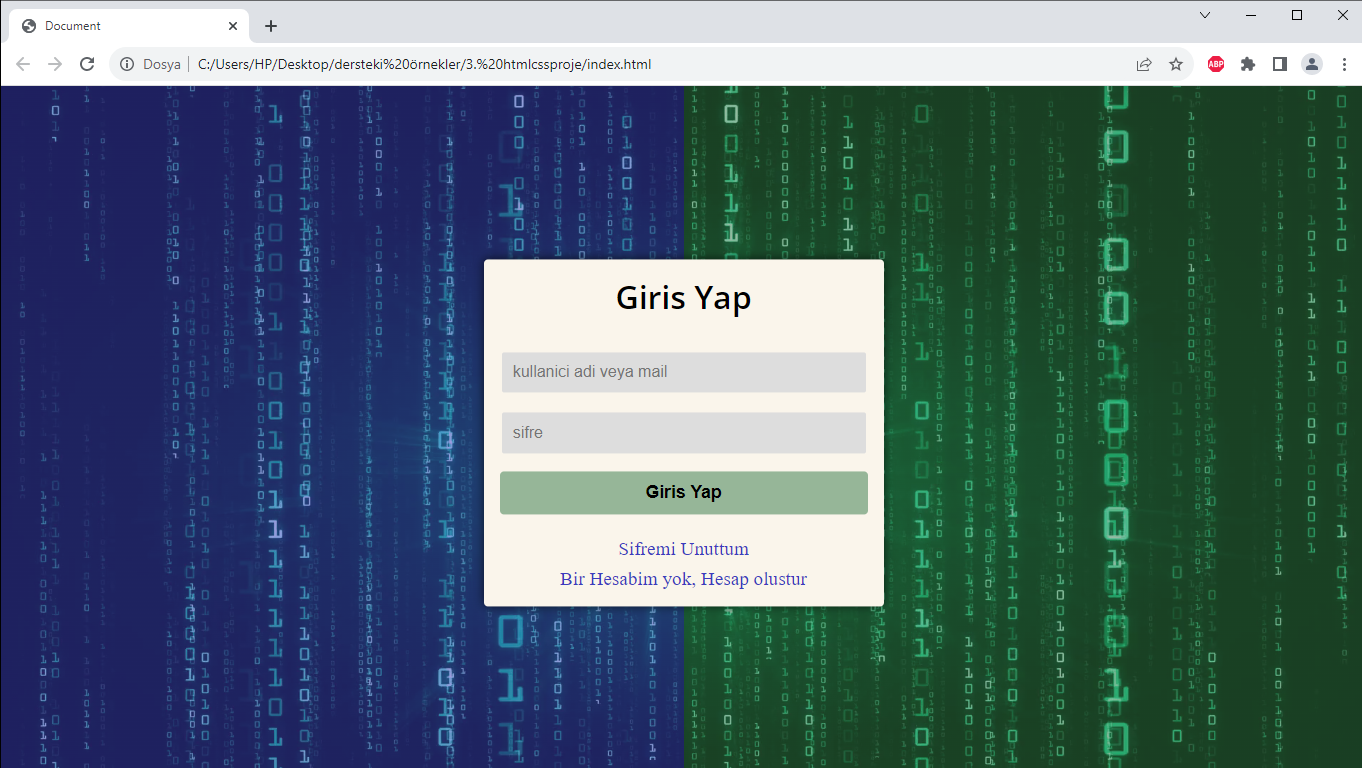 Document
Dosya
C:/Users/HP/Desktop/dersteki%20örnekler/3.%20htmlcssproje/index.html
ABP
Giris Yap
kullanici adi veya mail
sifre
Giris Yap
Sifremi Unuttum
Bir Hesabim yok, Hesap olustur